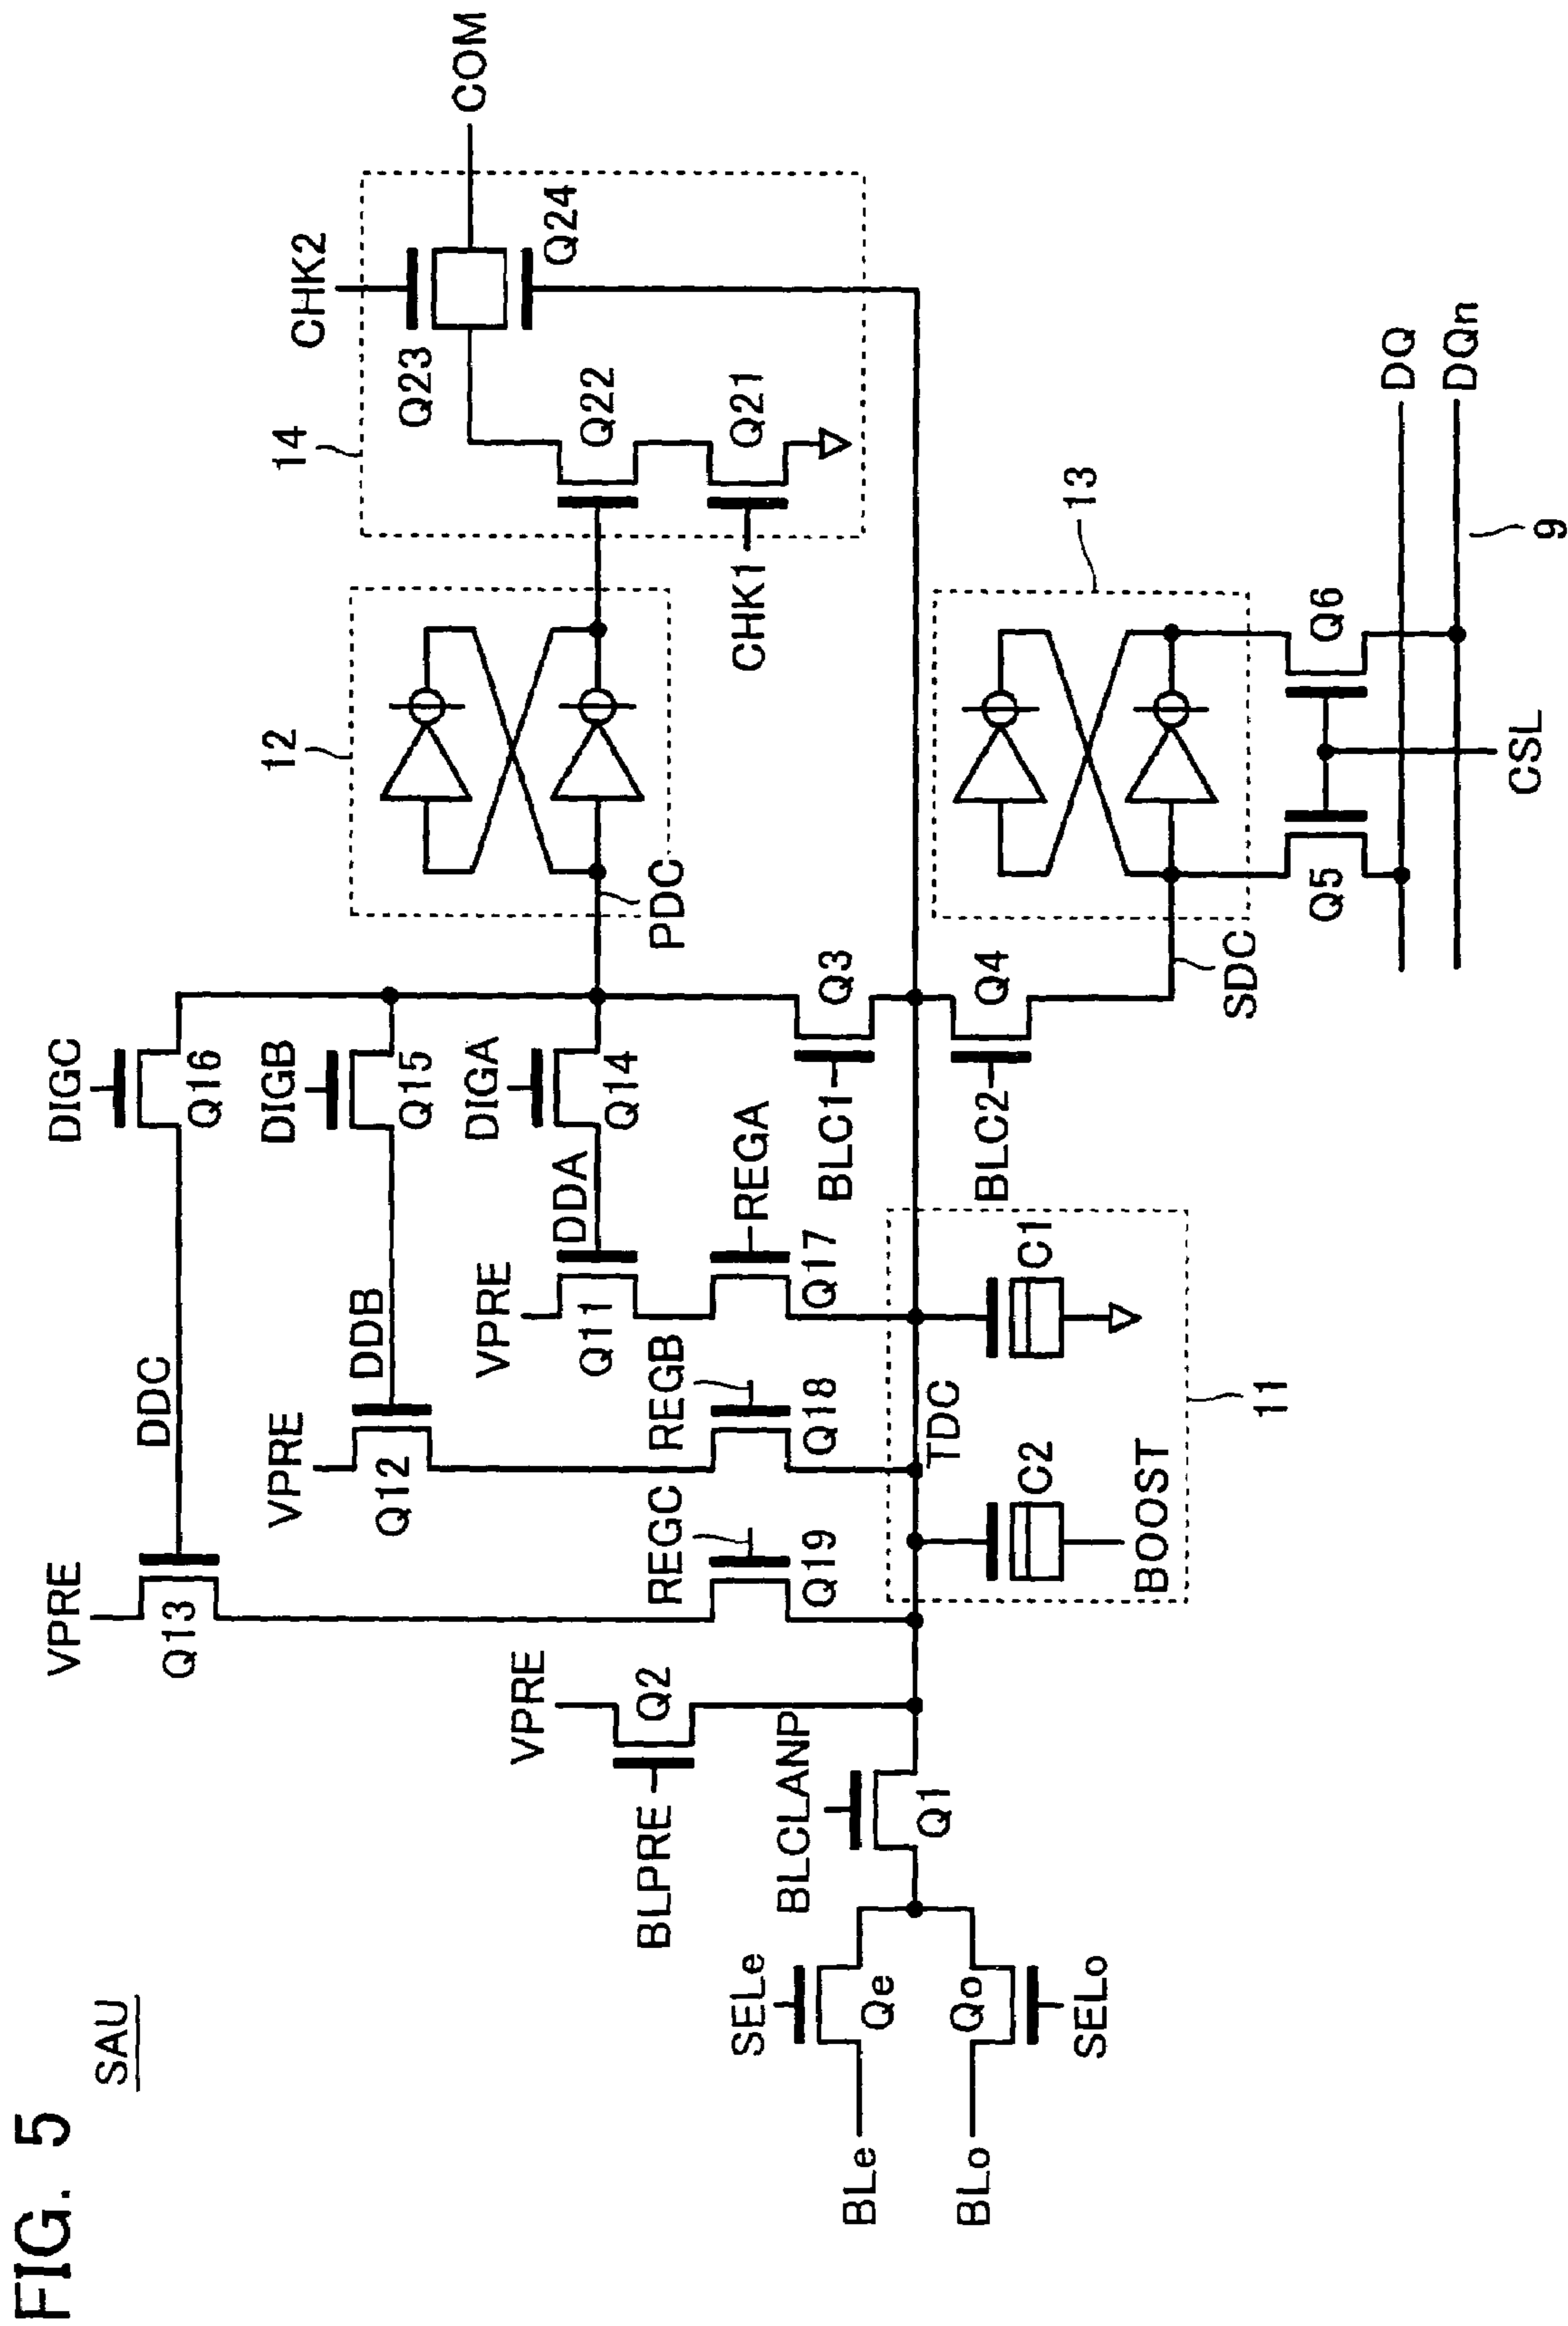 FIG. 5
SAU
VPRE
DDC
DIGC
Q13
Q16
VPRE
DDB
DIGB
Q12
Q15
CHK2
COM
14
12
VPRE
DDA
DIGA
Q11
Q14
Q23
Q24
Q22
Q21
CHK1
PDC
VPRE
BLPRE
Q2
REGC
Q19
REGB
Q18
REGA
Q17
BLC1
Q3
BLCLANP
Q1
SELe
Qe
BLe
BLo
Qo
SELo
TDC
C2
C1
BOOST
11
BLC2
Q4
SDC
13
Q5
Q6
DQ
DQn
CSL
9